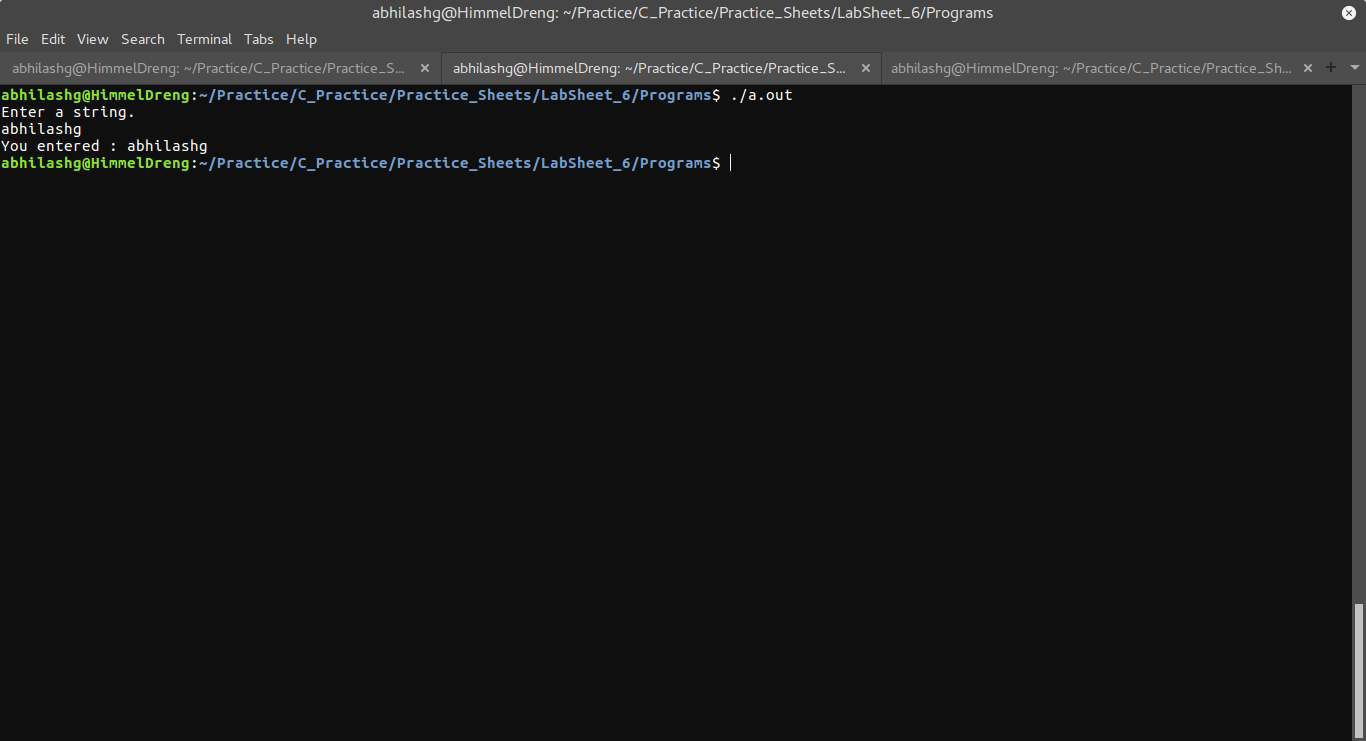 abhilashg@HimmelDreng: ~/Practice/C_Practice/Practice_Sheets/LabSheet_6/Programs
File Edit View Search Terminal Tabs Help
abhilashg@HimmelDreng: ~/Practice/C_Practice/Practice_S... abhilashg@HimmelDreng: ~/Practice/C_Practice/Practice_S... abhilashg@HimmelDreng: ~/Practice/C_Practice/Practice_Sh...
abhilashg@HimmelDreng:~/Practice/C_Practice/Practice_Sheets/LabSheet_6/Programs$ ./a.out
Enter a string.
abhilashg
You entered : abhilashg
abhilashg@HimmelDreng:~/Practice/C_Practice/Practice_Sheets/LabSheet_6/Programs$